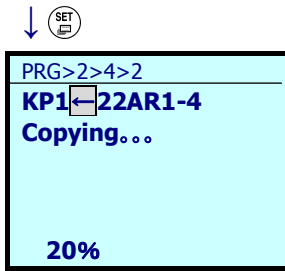 ↓ SET
PRG>2>4>2
KP1←22AR1-4
Copying。。。
20%